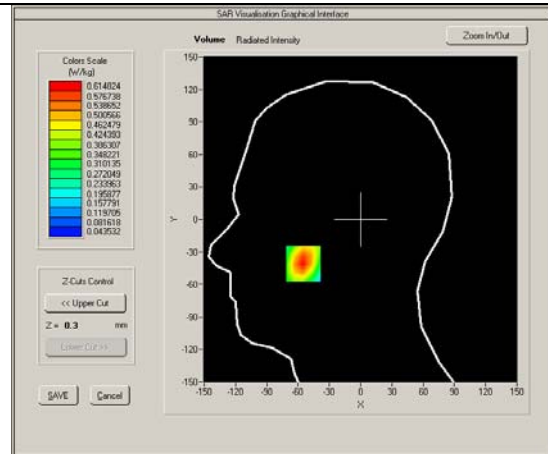 SAR Visualisation Graphical Interface
Volume Radiated Intensity
Zoom In/Out
Colors Scale
(W/kg)
0.614824
0.576738
0.538652
0.500566
0.462479
0.424393
0.386307
0.348221
0.310135
0.272049
0.233963
0.195877
0.157791
0.119705
0.081618
0.043532
Z-Cuts Control
<< Upper Cut
Z = 0.3 mm
Lower Cut >>
SAVE Cancel
150
120
90
60
30
0
-30
-60
-90
-120
-150
Y
-150 -120 -90 -60 -30 0 30 60 90 120 150
X